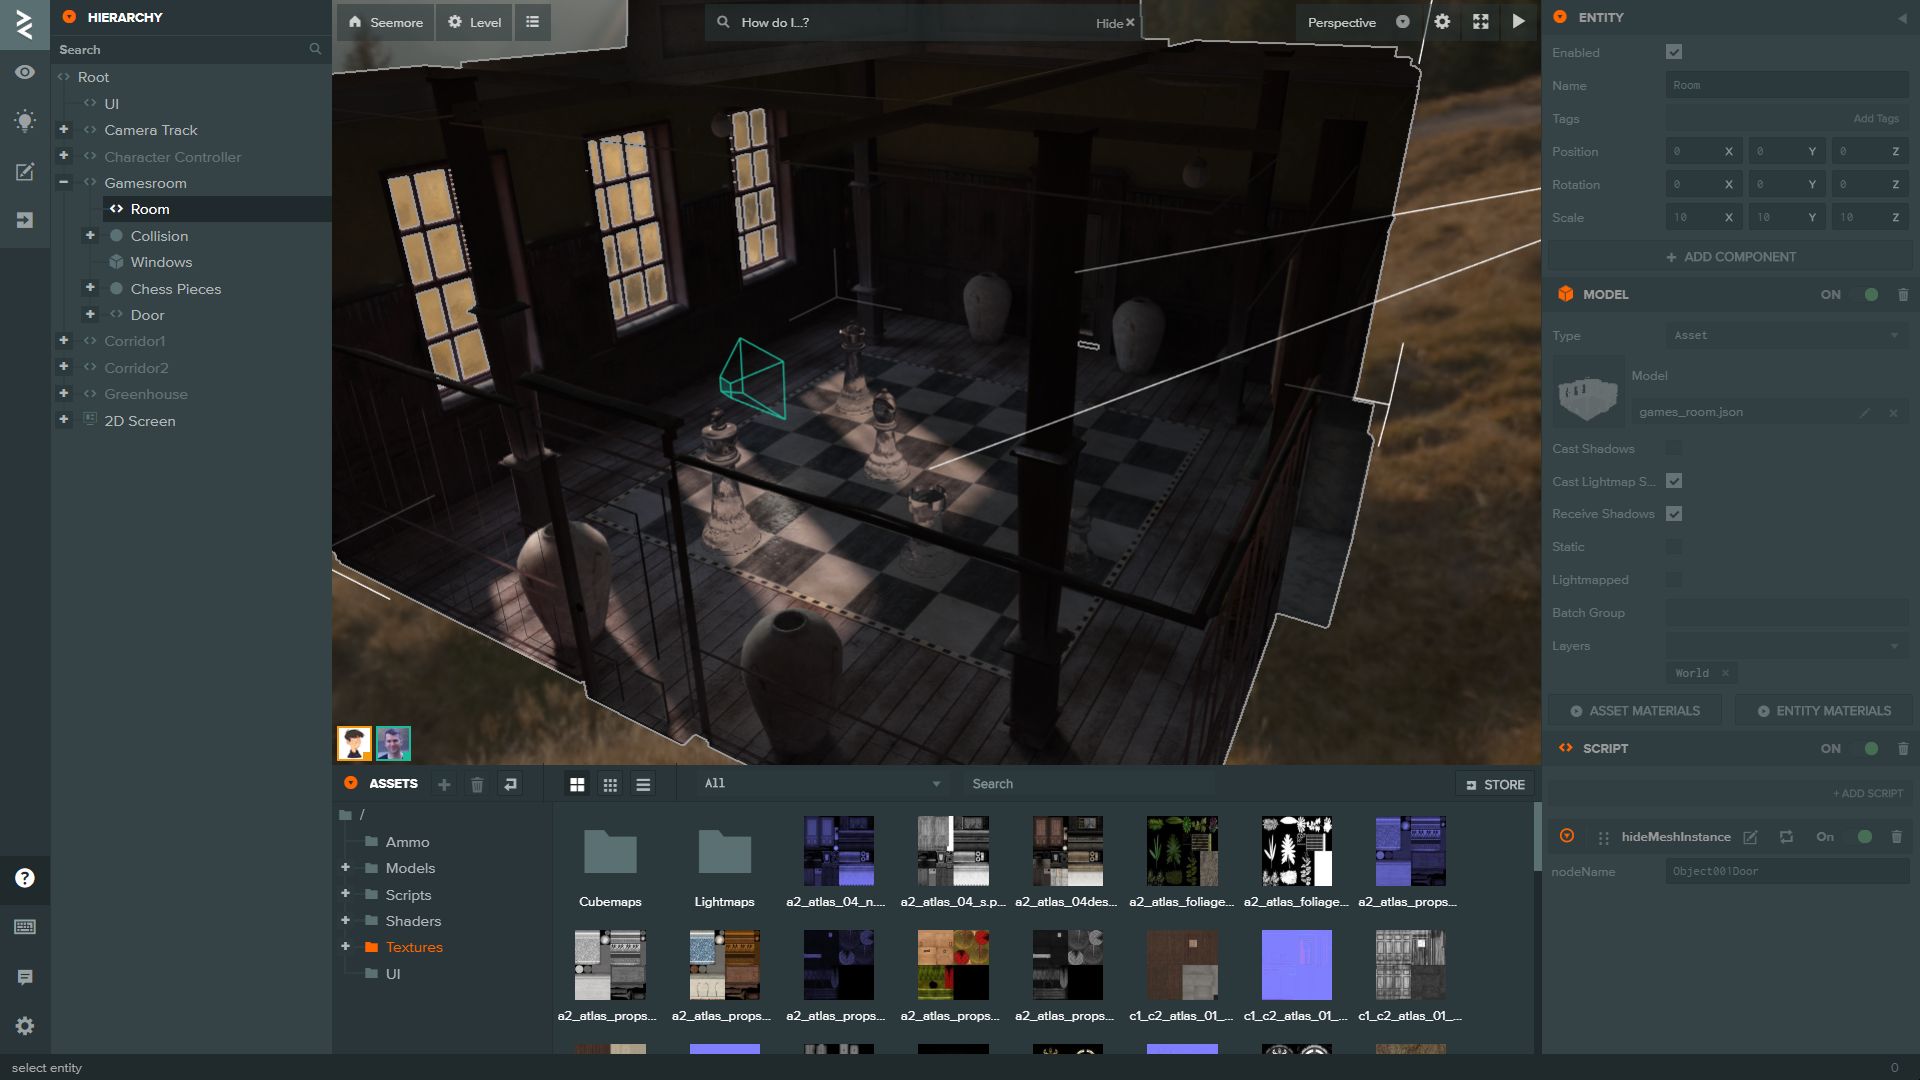 HIERARCHY
Search
Root
UI
Camera Track
Character Controller
Gamesroom
Room
Collision
Windows
Chess Pieces
Door
Corridor1
Corridor2
Greenhouse
2D Screen
Seemore
Level
How do I...?
Hide
Perspective
ENTITY
Enabled
Name
Room
Tags
Add Tags
Position
0 X 0 Y 0 Z
Rotation
0 X 0 Y 0 Z
Scale
10 X 10 Y 10 Z
+ ADD COMPONENT
MODEL
ON
Type
Asset
Model
games_room.json
Cast Shadows
Cast Lightmap S...
Receive Shadows
Static
Lightmapped
Batch Group
Layers
World
ASSET MATERIALS
ENTITY MATERIALS
SCRIPT
ON
+ ADD SCRIPT
hideMeshInstance
On
nodeName
Object001Door
ASSETS
All
Search
STORE
/
Ammo
Models
Scripts
Shaders
Textures
UI
Cubemaps
Lightmaps
a2_atlas_04_n....
a2_atlas_04_s.p...
a2_atlas_04des...
a2_atlas_foliage...
a2_atlas_foliage...
a2_atlas_props...
a2_atlas_props...
a2_atlas_props...
a2_atlas_props...
a2_atlas_props...
a2_atlas_props...
c1_c2_atlas_01_...
c1_c2_atlas_01_...
c1_c2_atlas_01_...
select entity
0